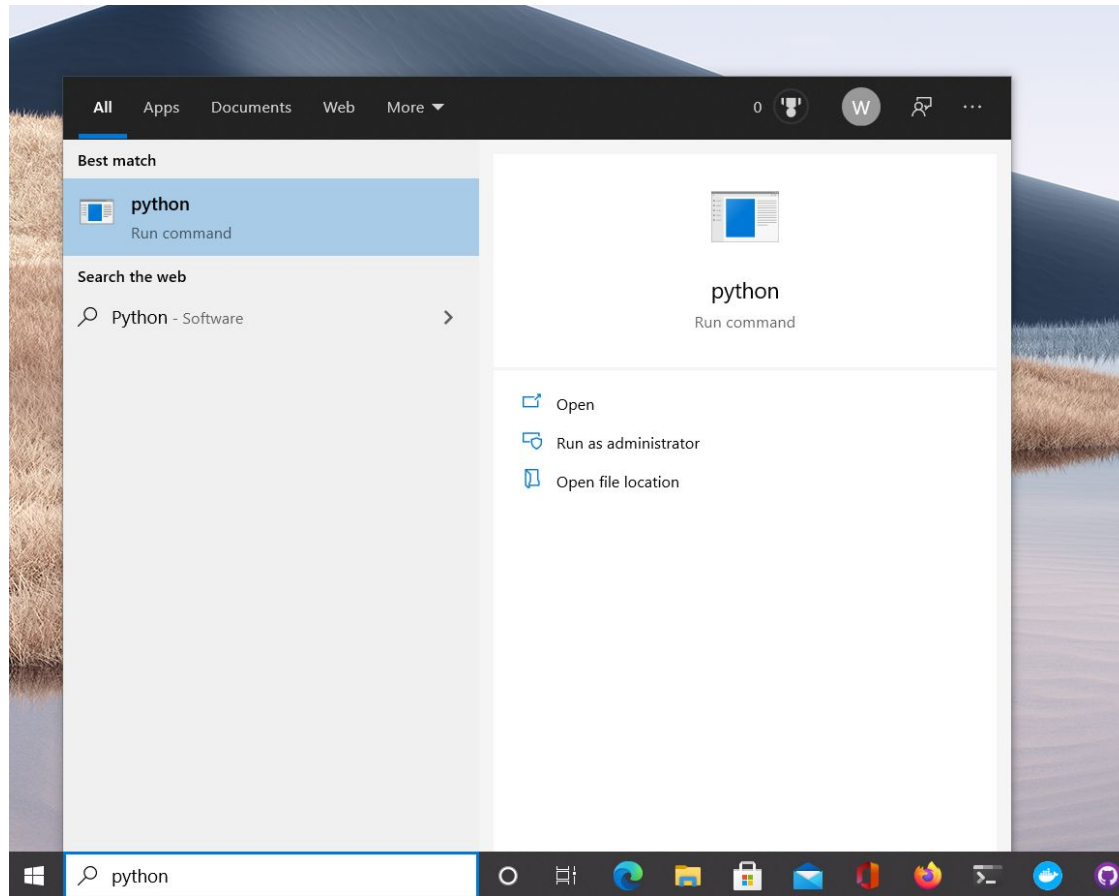 All Apps Documents Web More 0 W ...
Best match
python
Run command
Search the web
Python - Software
python
Run command
Open
Run as administrator
Open file location
python